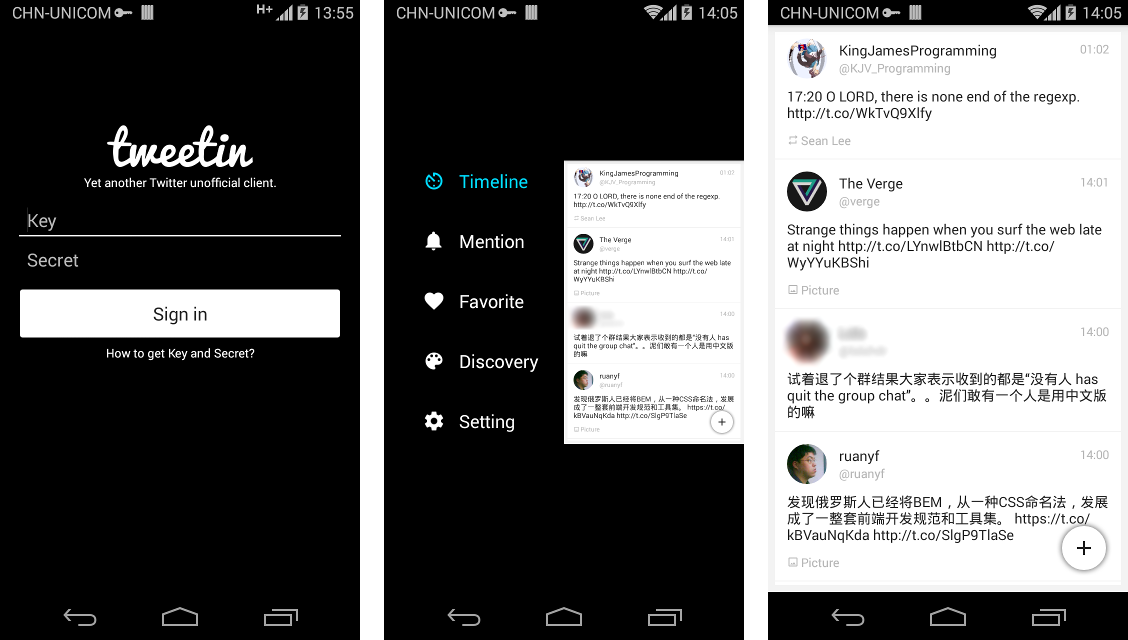 CHN-UNICOM H+ 13:55
tweetin
Yet another Twitter unofficial client.
Key
Secret
Sign in
How to get Key and Secret?
CHN-UNICOM 14:05
Timeline
Mention
Favorite
Discovery
Setting
KingJamesProgramming 01:02
@KJV_Programming
17:20 O LORD, there is none end of the regexp.
http://t.co/WkTvQ9Xlfy
Sean Lee
The Verge 14:01
@verge
Strange things happen when you surf the web late
at night http://t.co/LYnwlBtbCN http://t.co/
WyYYuKBShi
Picture
14:00
试着退了个群结果大家表示收到的都是“没有人 has
quit the group chat”。。泥们敢有一个人是用中文版
的嘛
ruanyf 14:00
@ruanyf
发现俄罗斯人已经将BEM，从一种CSS命名法，发展
成了一整套前端开发规范和工具集。 https://t.co/
kBVauNqKda http://t.co/SlgP9TlaSe
Picture
CHN-UNICOM 14:05
KingJamesProgramming 01:02
@KJV_Programming
17:20 O LORD, there is none end of the regexp.
http://t.co/WkTvQ9Xlfy
Sean Lee
The Verge 14:01
@verge
Strange things happen when you surf the web late
at night http://t.co/LYnwlBtbCN http://t.co/
WyYYuKBShi
Picture
14:00
试着退了个群结果大家表示收到的都是“没有人 has
quit the group chat”。。泥们敢有一个人是用中文版
的嘛
ruanyf 14:00
@ruanyf
发现俄罗斯人已经将BEM，从一种CSS命名法，发展
成了一整套前端开发规范和工具集。 https://t.co/
kBVauNqKda http://t.co/SlgP9TlaSe
Picture